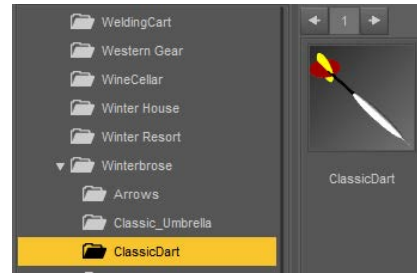 WeldingCart
Western Gear
WineCellar
Winter House
Winter Resort
Winterbrose
Arrows
Classic_Umbrella
ClassicDart
1
ClassicDart